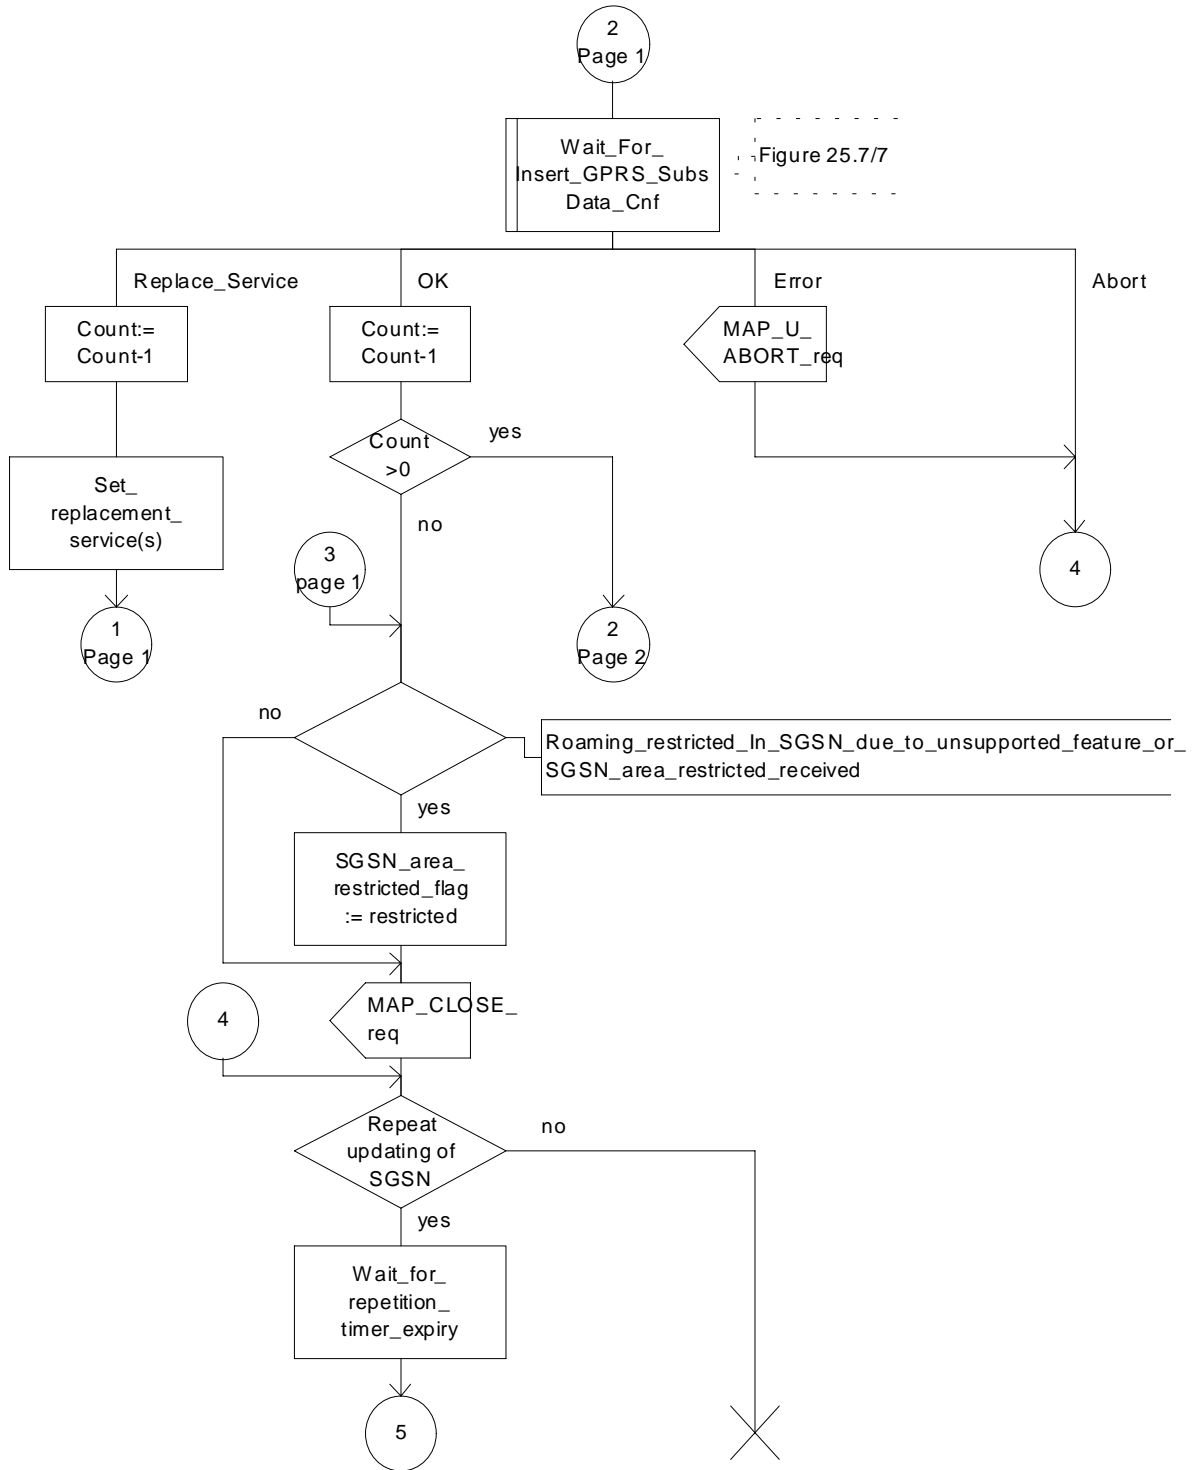 2
Page 1
Wait_For_
Insert_GPRS_Subs
Data_Cnf
Figure 25.7/7
Replace_Service
OK
Error
Abort
Count:=
Count-1
Count:=
Count-1
MAP_U_
ABORT_req
Count
>0
yes
no
Set_
replacement_
service(s)
3
page 1
4
1
Page 1
2
Page 2
no
Roaming_restricted_In_SGSN_due_to_unsupported_feature_or_
SGSN_area_restricted_received
yes
SGSN_area_
restricted_flag
:= restricted
4
MAP_CLOSE_
req
Repeat
updating of
SGSN
no
yes
Wait_for_
repetition_
timer_expiry
5